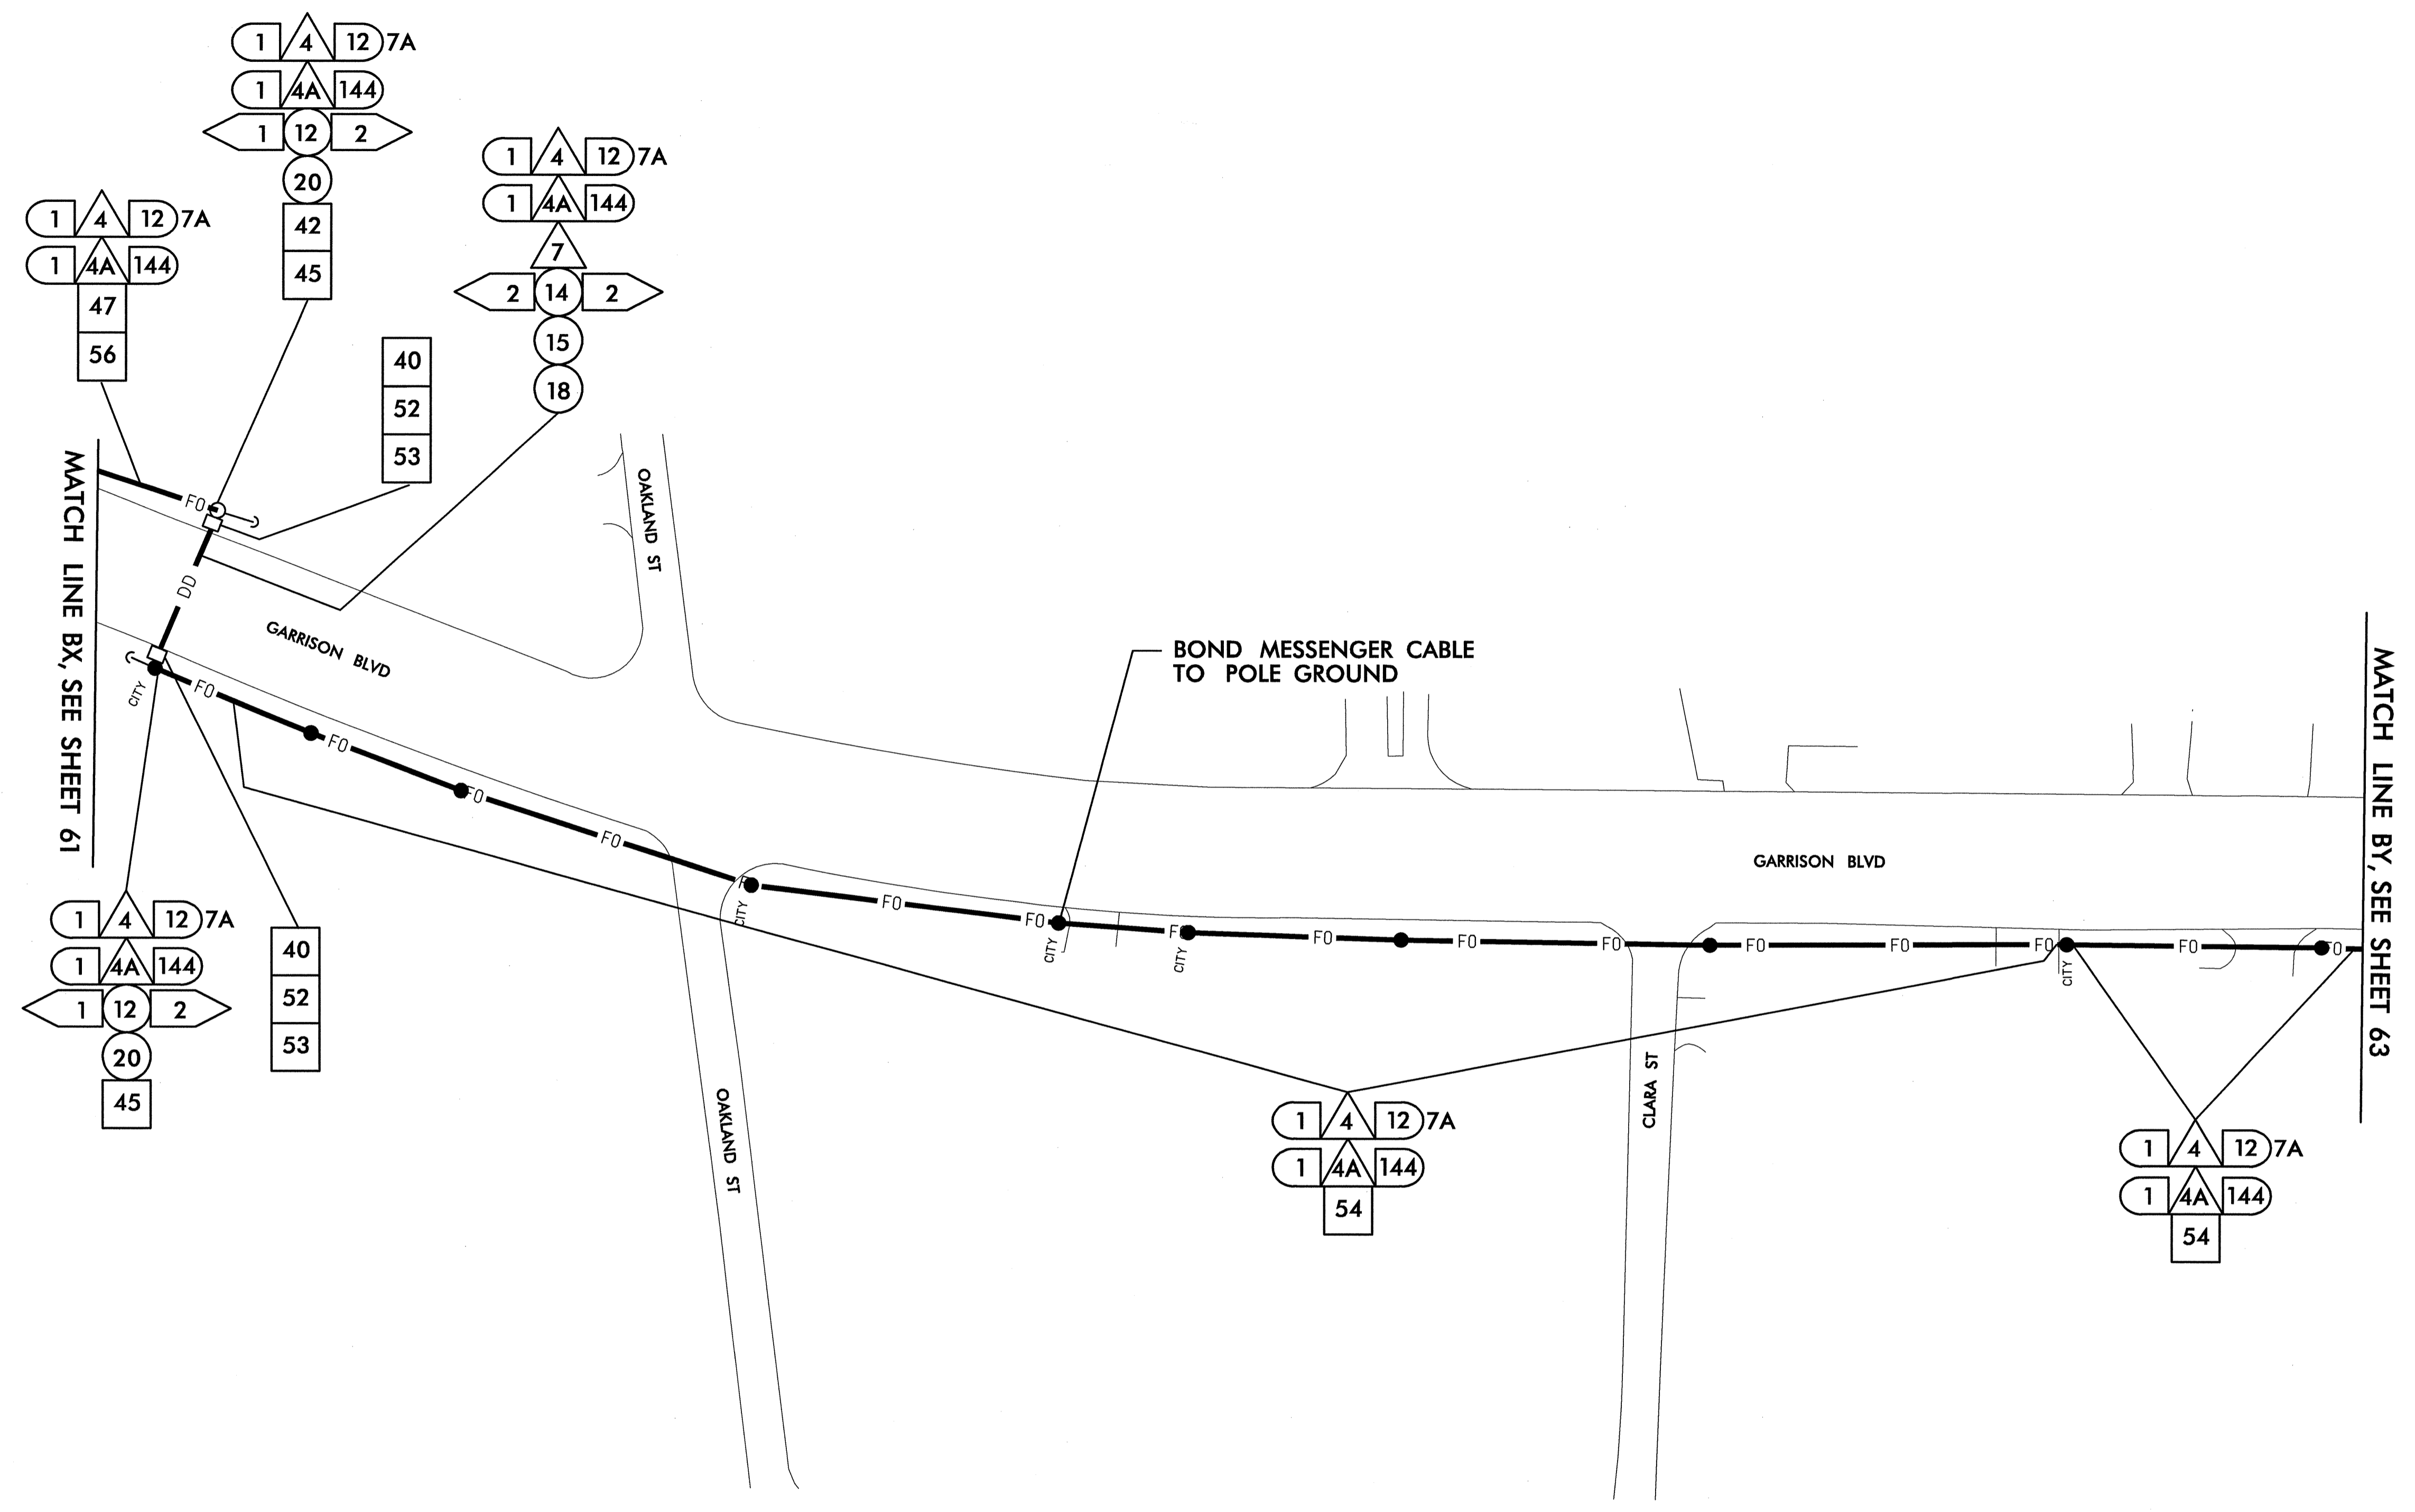 1 4 12 7A
1 4A 144
1 12 2
20
42
45
1 4 12 7A
1 4A 144
47
56
1 4 12 7A
1 4A 144
7
2 14 2
15
18
40
52
53
MATCH LINE BX, SEE SHEET 61
FO
DD
GARRISON BLVD
OAKLAND ST
CITY
FO
FO
FO
FO
BOND MESSENGER CABLE
TO POLE GROUND
GARRISON BLVD
MATCH LINE BY, SEE SHEET 63
F
CITY
FO
FO
CITY
F
CITY
FO
FO
FO
FO
FO
FO
CITY
FO
FO
1 4 12 7A
1 4A 144
1 12 2
20
45
40
52
53
OAKLAND ST
CLARA ST
1 4 12 7A
1 4A 144
54
1 4 12 7A
1 4A 144
54